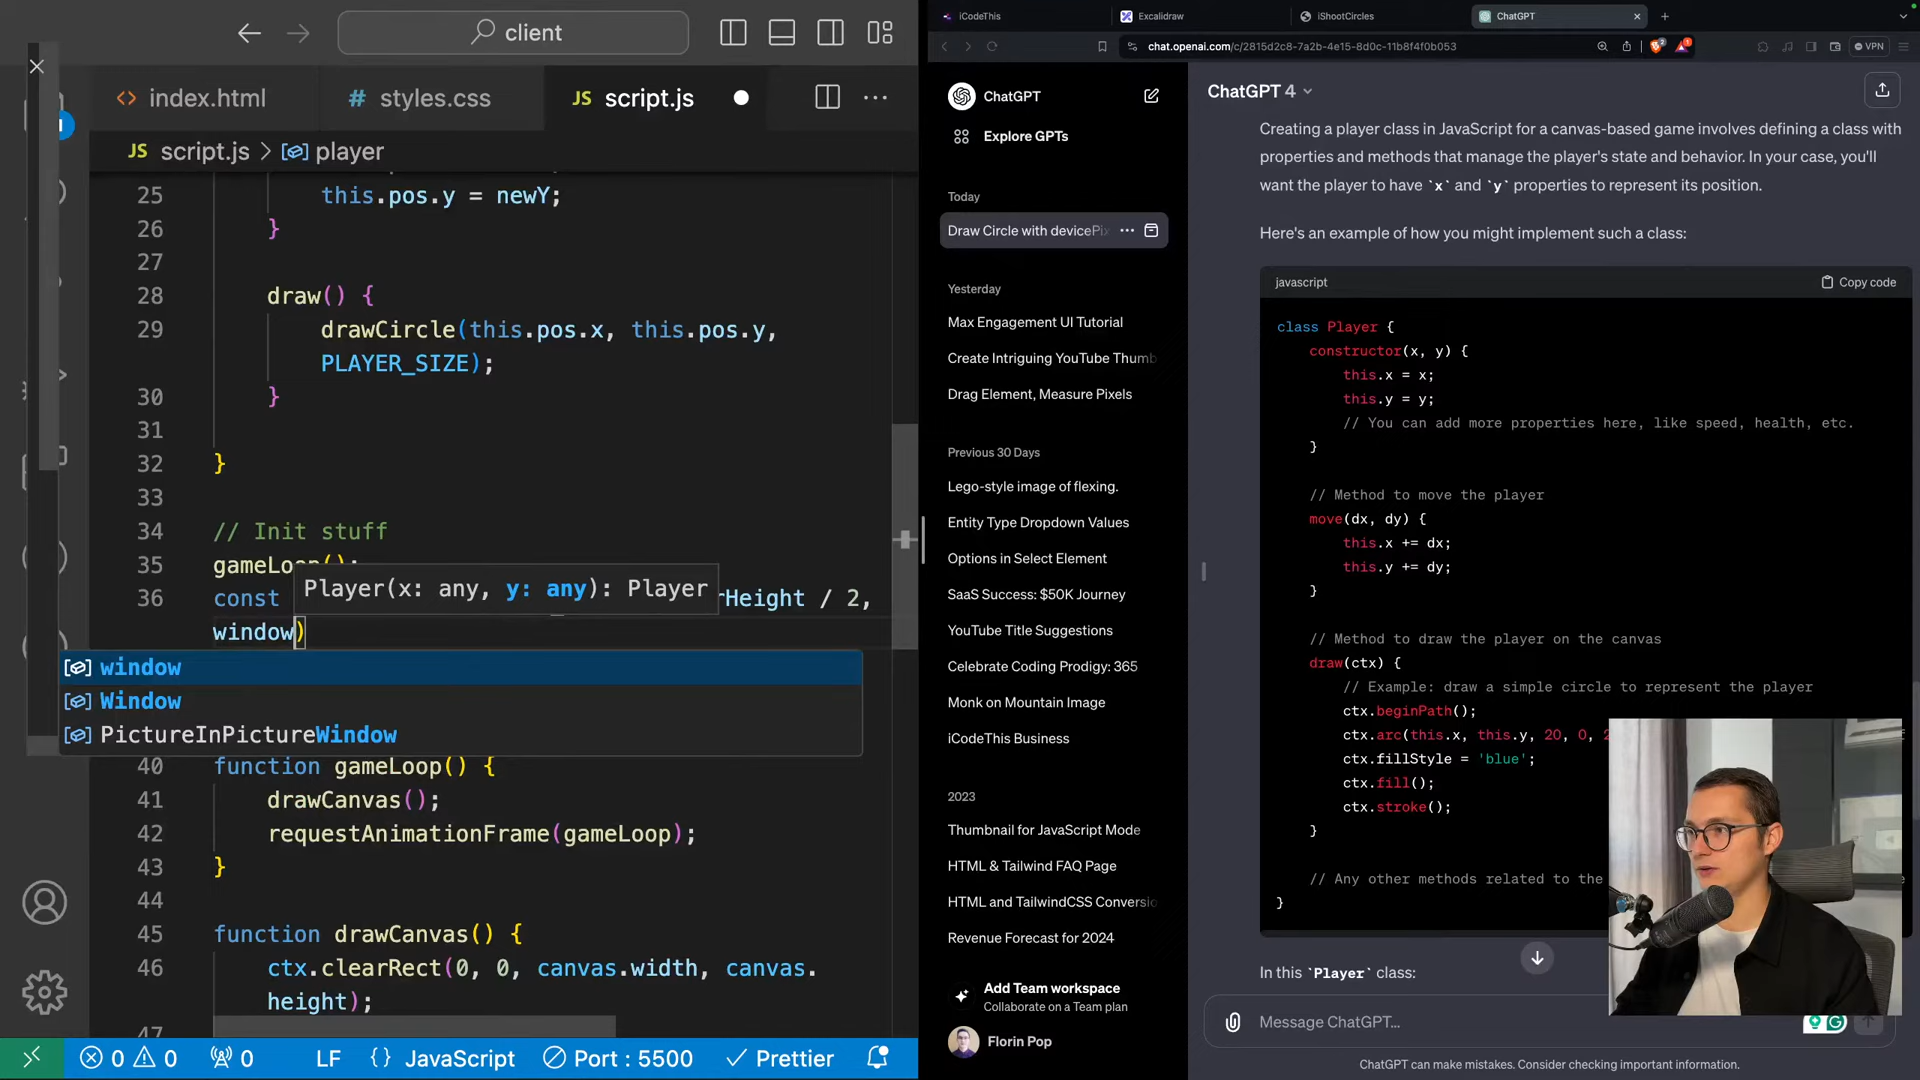 client
index.html
styles.css
JS script.js
JS script.js > player
25 this.pos.y = newY;
26 }
27
28 draw() {
29 drawCircle(this.pos.x, this.pos.y,
PLAYER_SIZE);
30 }
31
32 }
33
34 // Init stuff
35 gameLoop();
Player(x: any, y: any): Player
36 const rHeight / 2,
window)
window
Window
PictureInPictureWindow
40 function gameLoop() {
41 drawCanvas();
42 requestAnimationFrame(gameLoop);
43 }
44
45 function drawCanvas() {
46 ctx.clearRect(0, 0, canvas.width, canvas.
height);
47
0 0 0 LF {} JavaScript Port : 5500 Prettier
iCodeThis
Excalidraw
iShootCircles
ChatGPT
chat.openai.com/c/2815d2c8-7a2b-4e15-8d0c-11b8f4f0b053
VPN
ChatGPT
Explore GPTs
Today
Draw Circle with devicePix
Yesterday
Max Engagement UI Tutorial
Create Intriguing YouTube Thumb
Drag Element, Measure Pixels
Previous 30 Days
Lego-style image of flexing.
Entity Type Dropdown Values
Options in Select Element
SaaS Success: $50K Journey
YouTube Title Suggestions
Celebrate Coding Prodigy: 365
Monk on Mountain Image
iCodeThis Business
2023
Thumbnail for JavaScript Mode
HTML & Tailwind FAQ Page
HTML and TailwindCSS Conversio
Revenue Forecast for 2024
Add Team workspace
Collaborate on a Team plan
Florin Pop
ChatGPT 4
Creating a player class in JavaScript for a canvas-based game involves defining a class with
properties and methods that manage the player's state and behavior. In your case, you'll
want the player to have `x` and `y` properties to represent its position.
Here's an example of how you might implement such a class:
javascript
Copy code
class Player {
constructor(x, y) {
this.x = x;
this.y = y;
// You can add more properties here, like speed, health, etc.
}
// Method to move the player
move(dx, dy) {
this.x += dx;
this.y += dy;
}
// Method to draw the player on the canvas
draw(ctx) {
// Example: draw a simple circle to represent the player
ctx.beginPath();
ctx.arc(this.x, this.y, 20, 0, 2
ctx.fillStyle = 'blue';
ctx.fill();
ctx.stroke();
}
// Any other methods related to the
}
In this `Player` class:
Message ChatGPT...
ChatGPT can make mistakes. Consider checking important information.